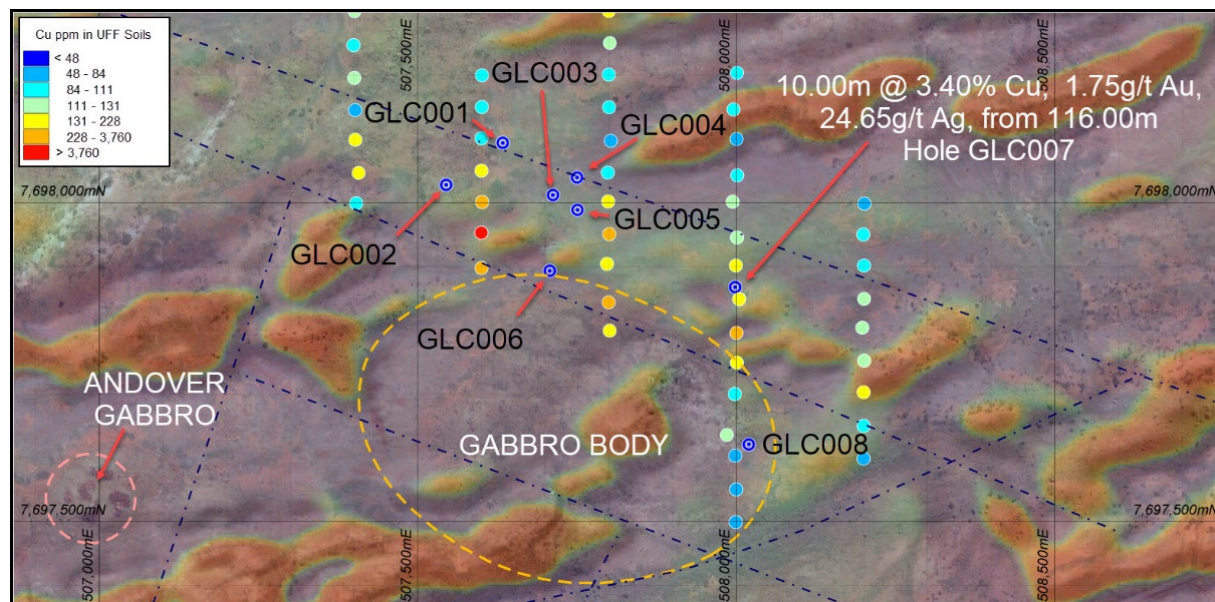 Cu ppm in UFF Soils
< 48
48 - 84
84 - 111
111 - 131
131 - 228
228 - 3,760
> 3,760
507,500mE
508,000mE
508,500mE
GLC003
GLC001
GLC004
10.00m @ 3.40% Cu, 1.75g/t Au,
24.65g/t Ag, from 116.00m
Hole GLC007
7,698,000mN
7,698,000mN
GLC005
GLC002
GLC006
ANDOVER
GABBRO
GABBRO BODY
GLC008
7,697,500mN
7,697,500mN
507,000mE
507,500mE
508,000mE
508,500mE